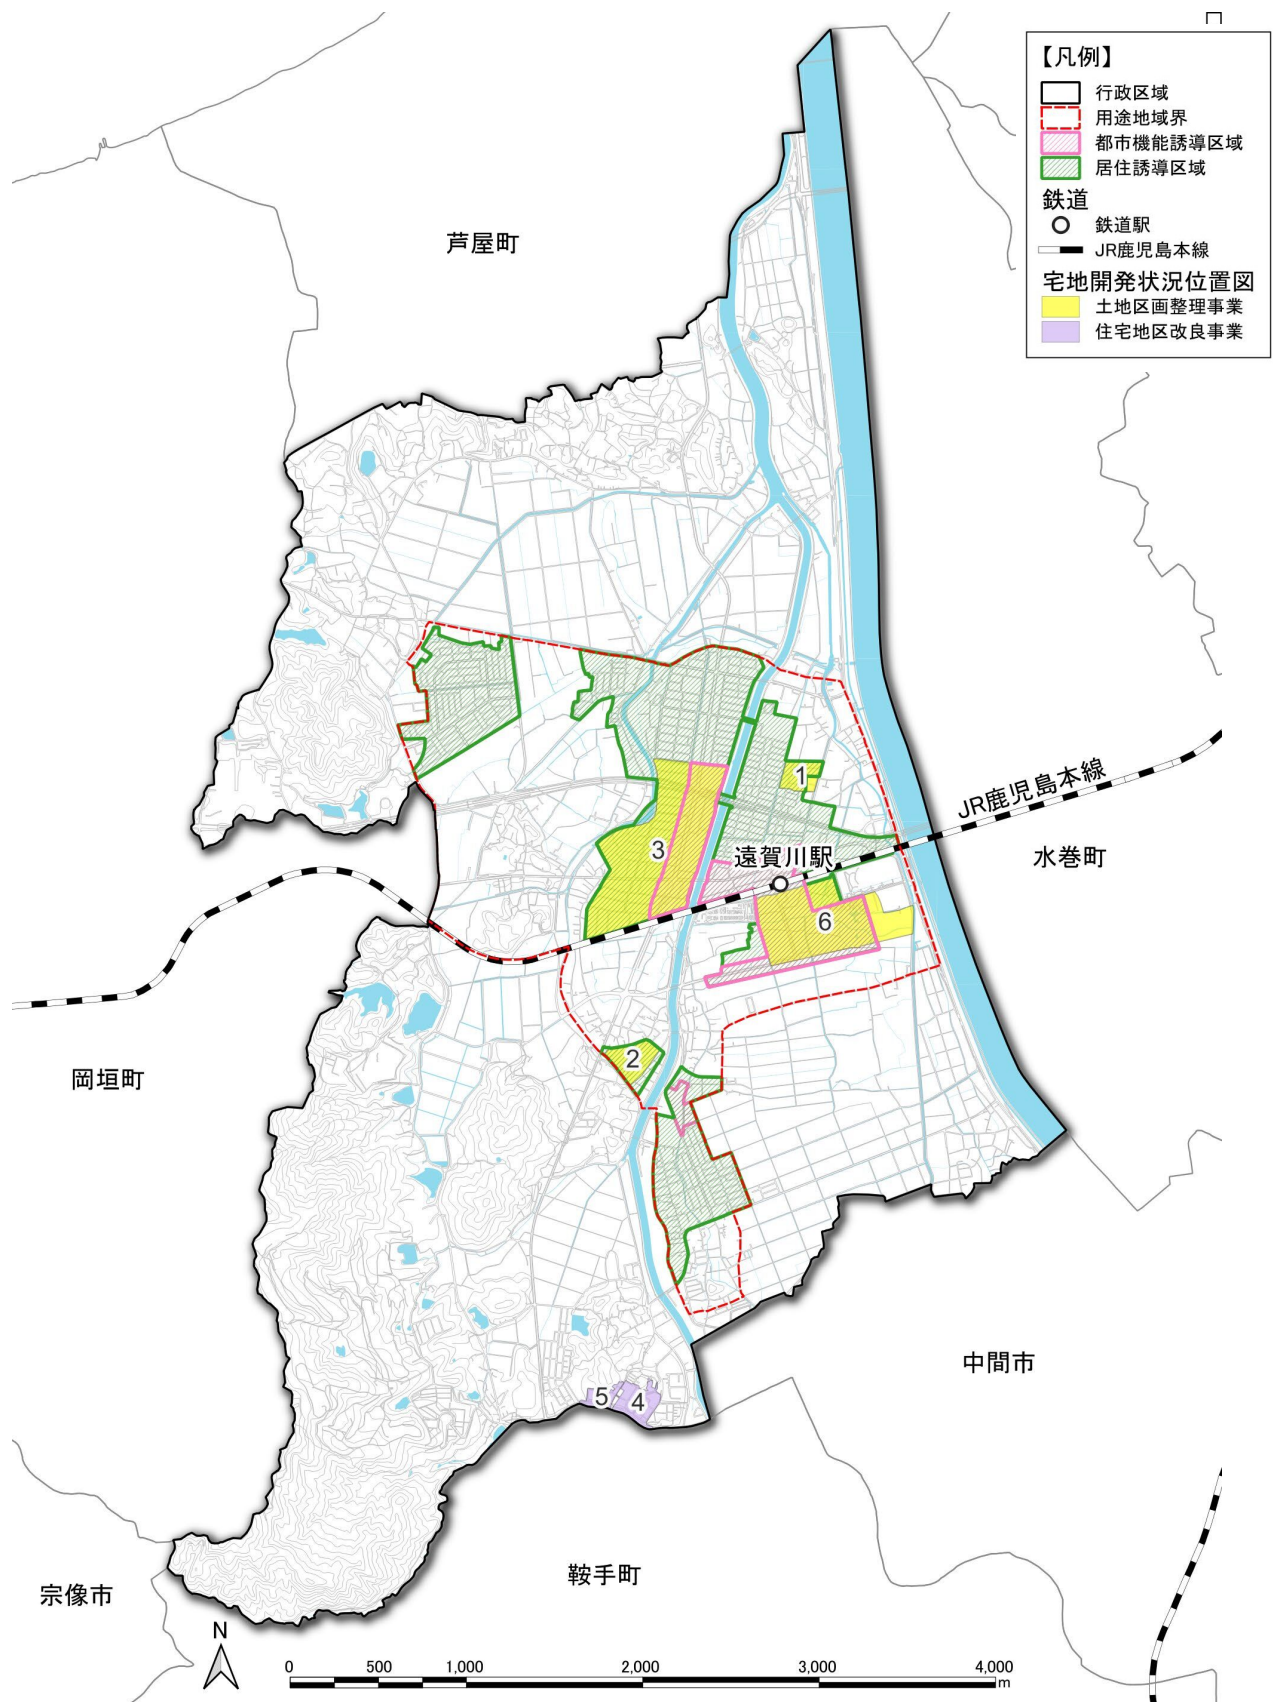 【凡例】
行政区域
用途地域界
都市機能誘導区域
居住誘導区域
鉄道
鉄道駅
JR鹿児島本線
宅地開発状況位置図
土地区画整理事業
住宅地区改良事業
芦屋町
1
JR鹿児島本線
3
遠賀川駅
水巻町
6
2
岡垣町
中間市
5
4
鞍手町
宗像市
N
0 500 1,000 2,000 3,000 4,000
m